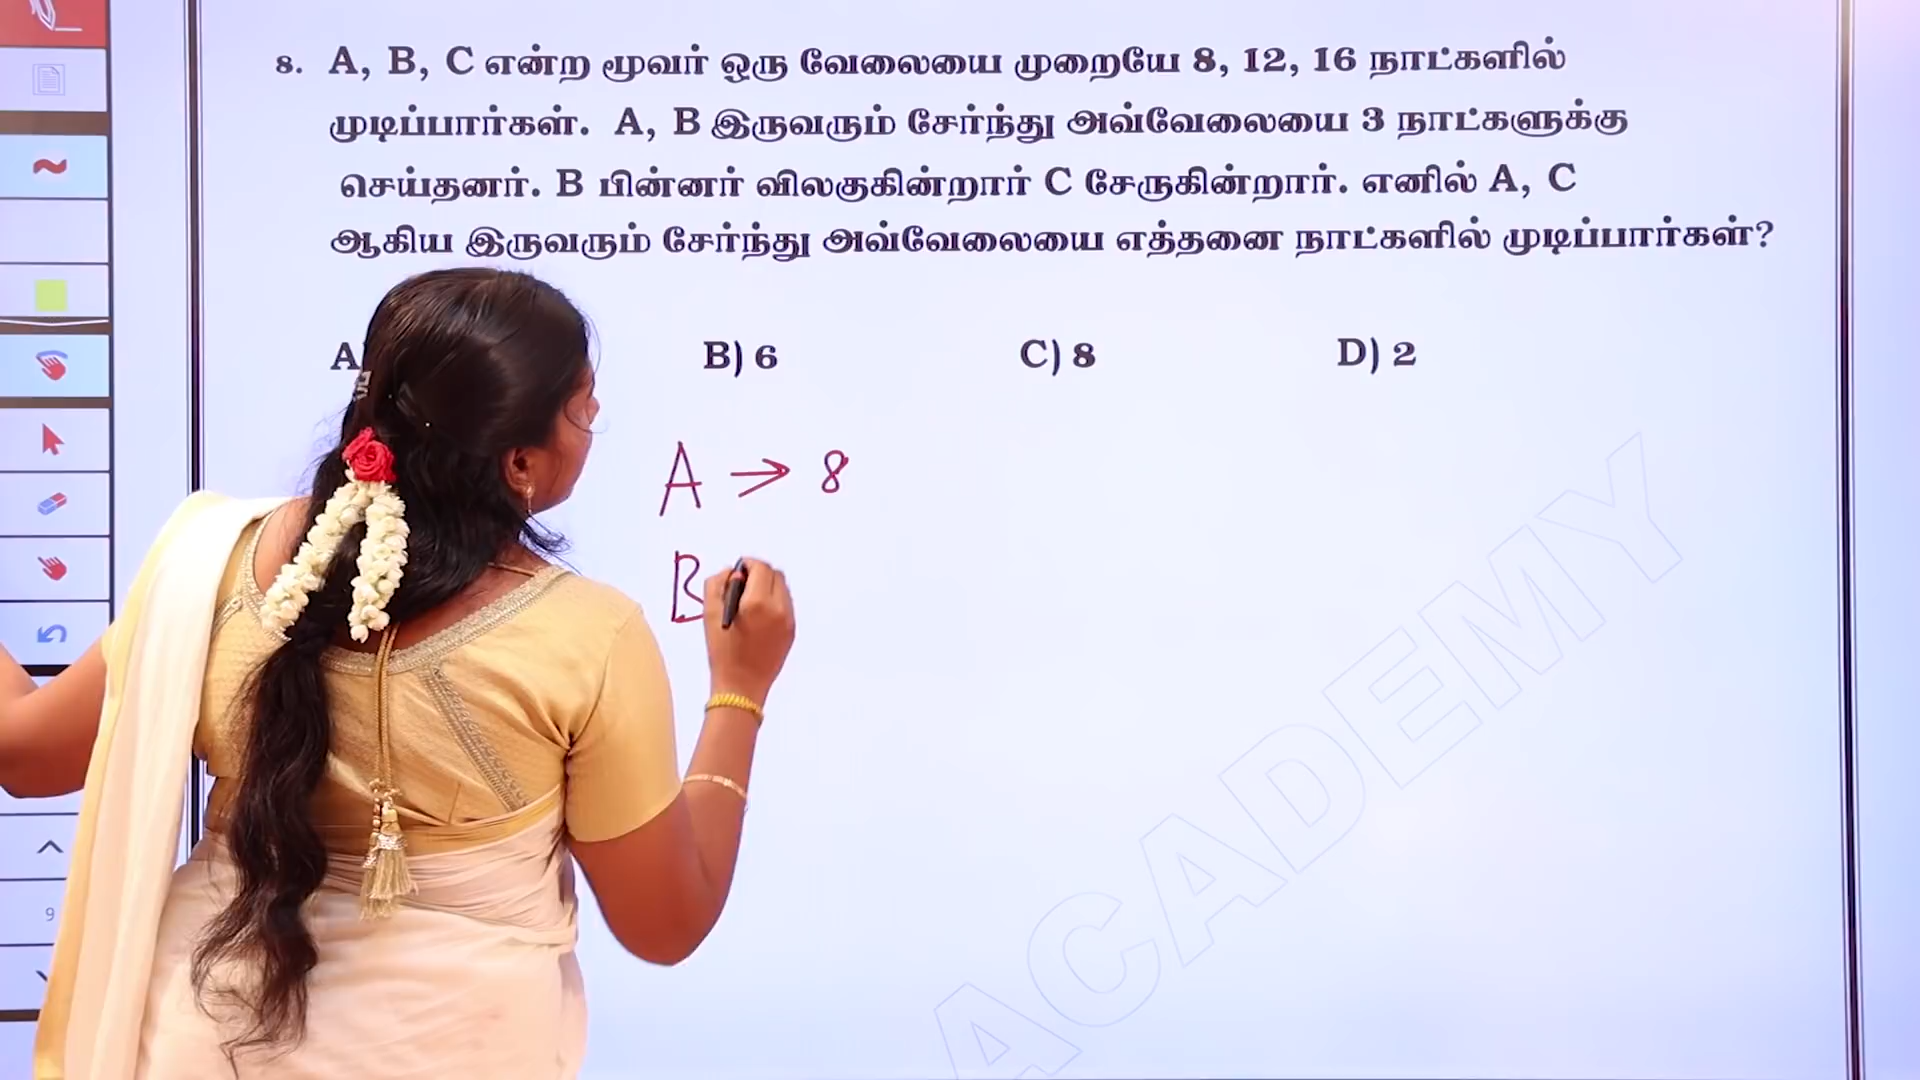 8. A, B, C என்ற மூவர் ஒரு வேலையை முறையே 8, 12, 16 நாட்களில்
முடிப்பார்கள். A, B இருவரும் சேர்ந்து அவ்வேலையை 3 நாட்களுக்கு
செய்தனர். B பின்னர் விலகுகின்றார் C சேருகின்றார். எனில் A, C
ஆகிய இருவரும் சேர்ந்து அவ்வேலையை எத்தனை நாட்களில் முடிப்பார்கள்?
A B) 6 C) 8 D) 2
A → 8
B
ACADEMY
9